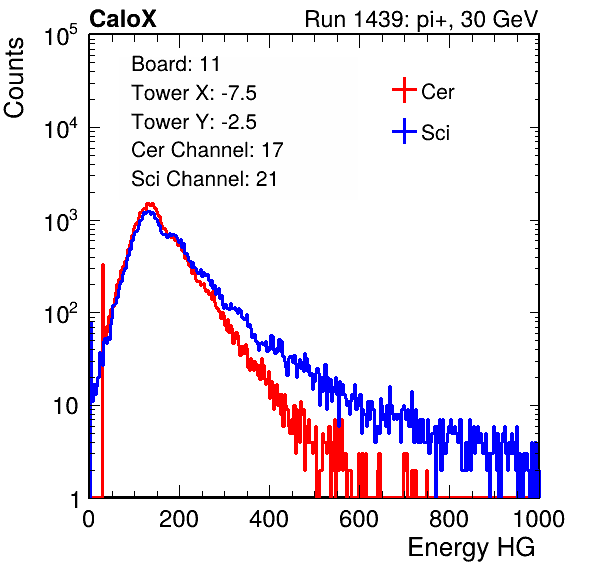 CaloX Run 1439: pi+, 30 GeV
Board: 11
Tower X: -7.5
Tower Y: -2.5
Cer Channel: 17
Sci Channel: 21
Cer
Sci
Counts
10^5
10^4
10^3
10^2
10
1
0 200 400 600 800 1000
Energy HG